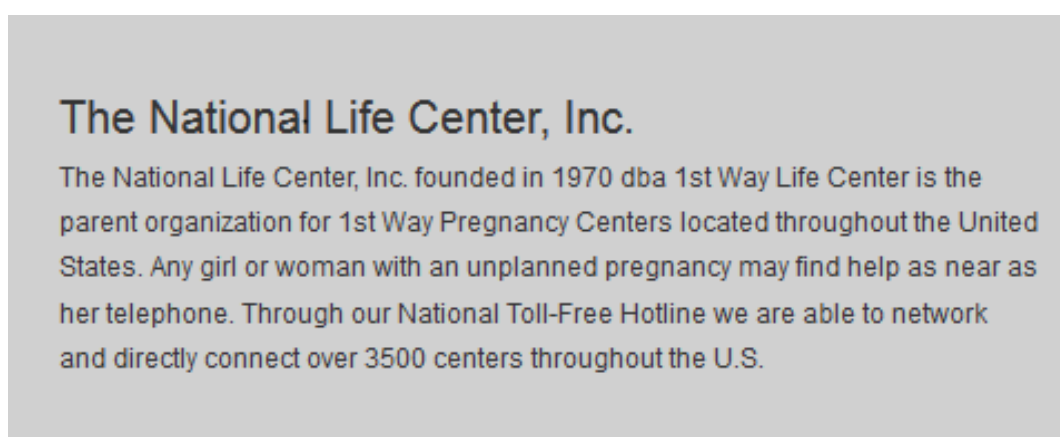 The National Life Center, Inc.
The National Life Center, Inc. founded in 1970 dba 1st Way Life Center is the
parent organization for 1st Way Pregnancy Centers located throughout the United
States. Any girl or woman with an unplanned pregnancy may find help as near as
her telephone. Through our National Toll-Free Hotline we are able to network
and directly connect over 3500 centers throughout the U.S.